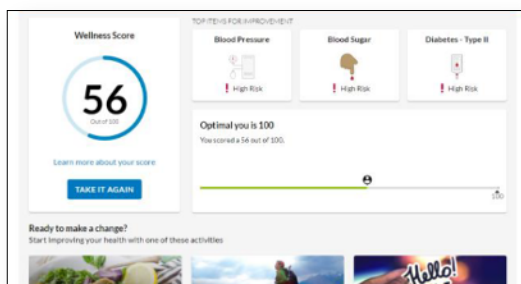 Wellness Score
56
Out of 100
Learn more about your score
TAKE IT AGAIN
TOP ITEMS FOR IMPROVEMENT
Blood Pressure
! High Risk
Blood Sugar
! High Risk
Diabetes - Type II
! High Risk
Optimal you is 100
You scored a 56 out of 100.
100
Ready to make a change?
Start improving your health with one of these activities
Hello!